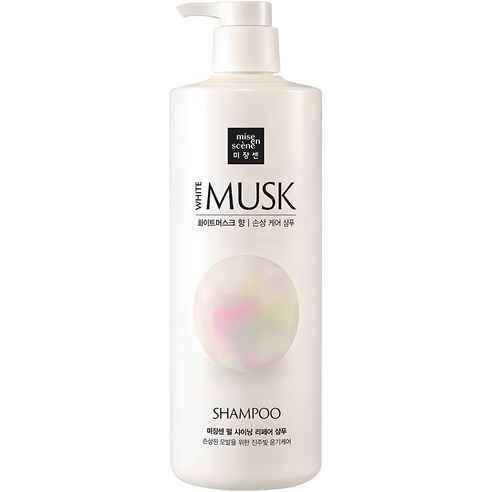 mise
en
scène
미쟝센
WHITE
MUSK
화이트머스크 향 | 손상 케어 샴푸
SHAMPOO
미쟝센 펄 샤이닝 리페어 샴푸
손상된 모발을 위한 진주빛 윤기케어